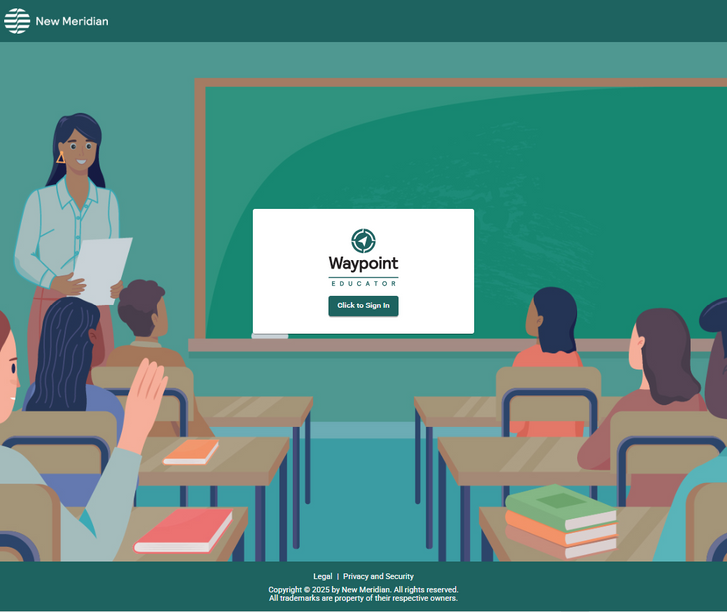 New Meridian
Waypoint
EDUCATOR
Click to Sign In
Legal | Privacy and Security
Copyright © 2025 by New Meridian. All rights reserved.
All trademarks are property of their respective owners.